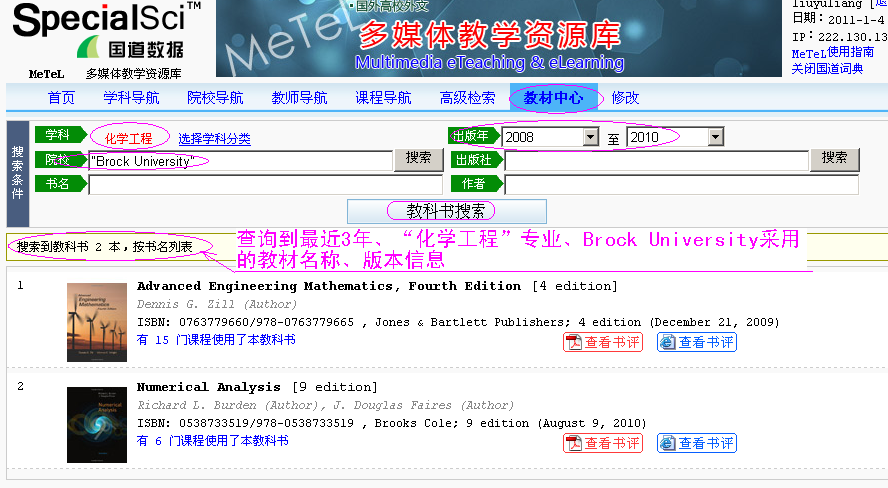 SpecialSci™
国道数据
MeTeL 多媒体教学资源库
国外高校外文
MeTeL
多媒体教学资源库
Multimedia eTeaching & eLearning
liuyuliang [退
日期：2011-1-4
IP：222.130.13
MeTeL使用指南
关闭国道词典
首页 学科导航 院校导航 教师导航 课程导航 高级检索 教材中心 修改
搜索条件
学科 化学工程 选择学科分类 出版年 2008 至 2010
院校 "Brock University" 搜索 出版社 搜索
书名 作者
教科书搜索
搜索到教科书 2 本，按书名列表
查询到最近3年、“化学工程”专业、Brock University采用
的教材名称、版本信息
1 Advanced Engineering Mathematics, Fourth Edition [4 edition]
Dennis G. Zill (Author)
ISBN: 0763779660/978-0763779665 , Jones & Bartlett Publishers; 4 edition (December 21, 2009)
有 15 门课程使用了本教科书 查看书评 查看书评
Advanced
Engineering
Mathematics
2 Numerical Analysis [9 edition]
Richard L. Burden (Author), J. Douglas Faires (Author)
ISBN: 0538733519/978-0538733519 , Brooks Cole; 9 edition (August 9, 2010)
有 6 门课程使用了本教科书 查看书评 查看书评
Numerical
Analysis